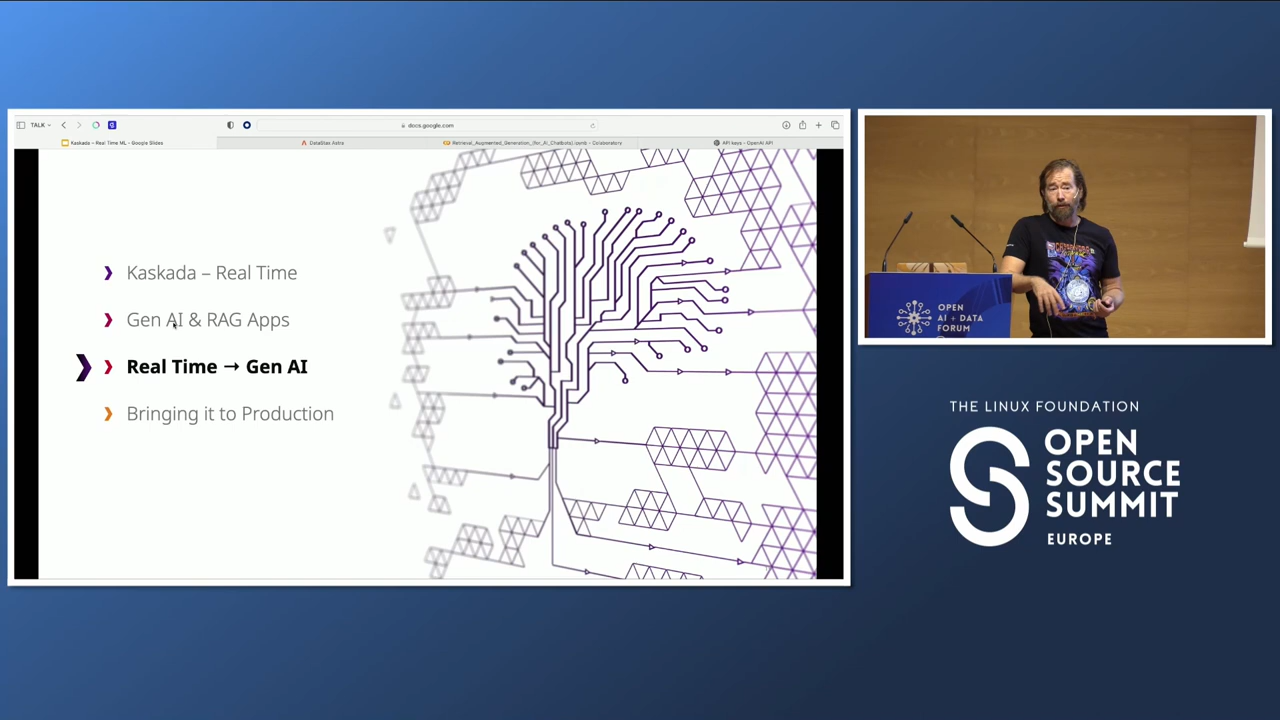 TALK
docs.google.com
Kaskada – Real Time ML - Google Slides
DataStax Astra
Retrieval_Augmented_Generation_(for_AI_Chatbots).ipynb - Colaboratory
API keys - OpenAI API
Kaskada – Real Time
Gen AI & RAG Apps
Real Time → Gen AI
Bringing it to Production
OPEN
AI + DATA
FORUM
THE LINUX FOUNDATION
OPEN
SOURCE
SUMMIT
EUROPE